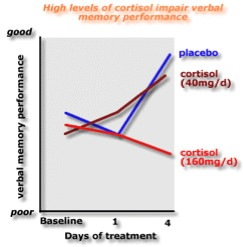 High levels of cortisol impair verbal
memory performance
good
placebo
cortisol
(40mg/d)
verbal memory performance
cortisol
(160mg/d)
poor
Baseline
1
4
Days of treatment